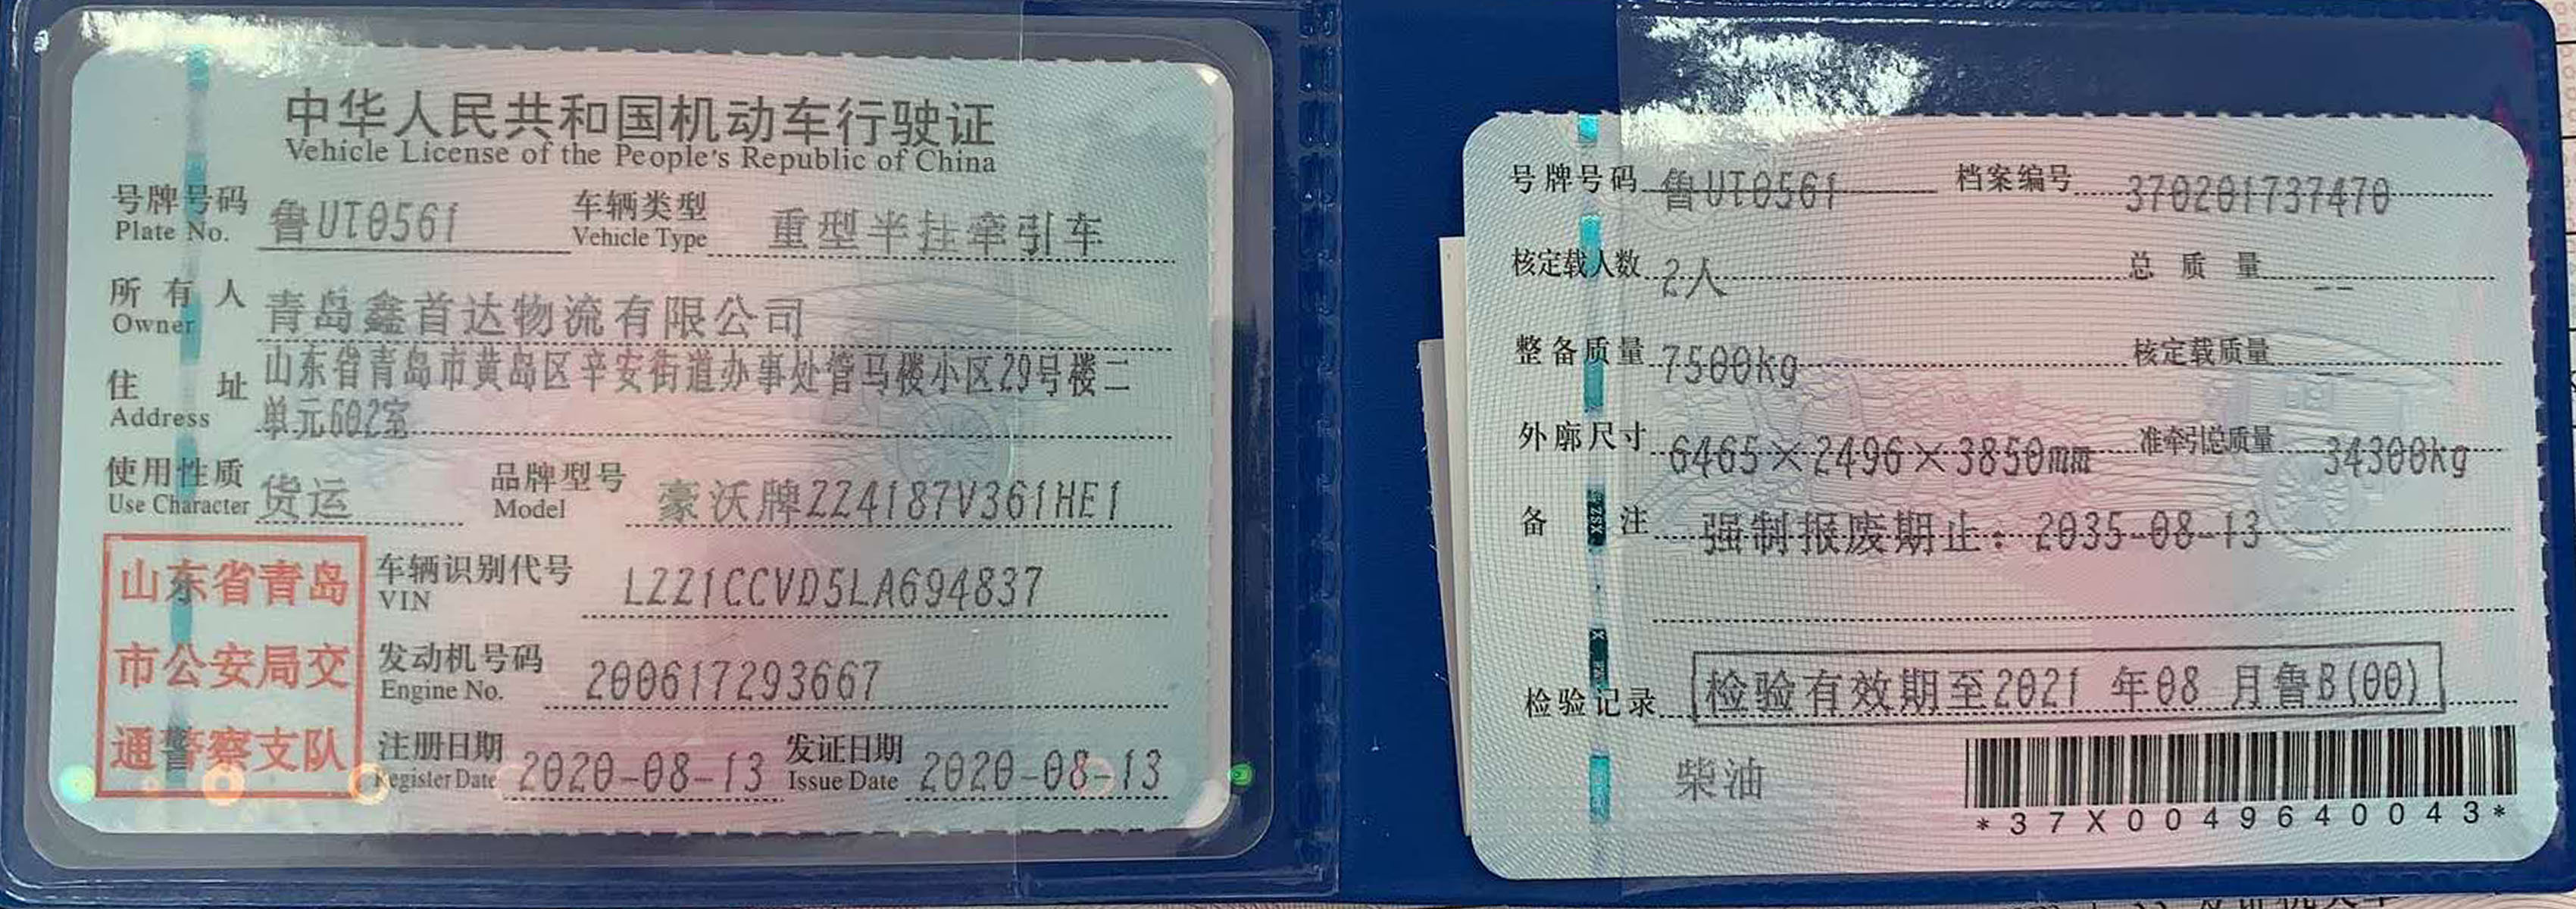 中华人民共和国机动车行驶证
Vehicle License of the People's Republic of China
号牌号码 鲁UT0561 车辆类型 重型半挂牵引车
Plate No. Vehicle Type
所有人 青岛鑫首达物流有限公司
Owner
住址 山东省青岛市黄岛区辛安街道办事处管马楼小区29号楼二
Address 单元602室
使用性质 货运 品牌型号 豪沃牌ZZ4187V361HE1
Use Character Model
山东省青岛
市公安局交
通警察支队
车辆识别代号 LZZ1CCVD5LA694837
VIN
发动机号码 200617293667
Engine No.
注册日期 2020-08-13 发证日期 2020-08-13
Register Date Issue Date
号牌号码 鲁UT0561 档案编号 370201737470
核定载人数 2人 总质量 --
整备质量 7500kg 核定载质量 --
外廓尺寸 6465×2496×3850mm 准牵引总质量 34300kg
备注 强制报废期止：2035-08-13
检验记录 检验有效期至2021 年08 月鲁B(00)
柴油
*37X0049640043*